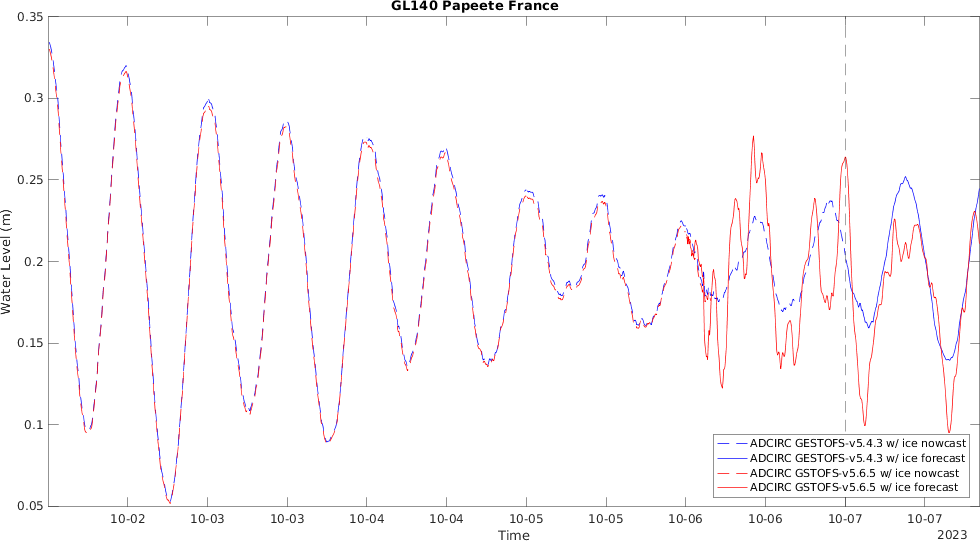 GL140 Papeete France
0.35
0.3
0.25
0.2
0.15
0.1
0.05
Water Level (m)
ADCIRC GESTOFS-v5.4.3 w/ ice nowcast
ADCIRC GESTOFS-v5.4.3 w/ ice forecast
ADCIRC GSTOFS-v5.6.5 w/ ice nowcast
ADCIRC GSTOFS-v5.6.5 w/ ice forecast
10-02 10-03 10-03 10-04 10-04 10-05 10-05 10-06 10-06 10-07 10-07
Time
2023